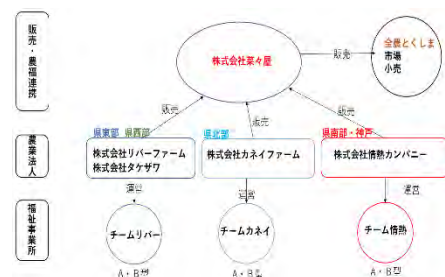 販売・農福連携
株式会社菜々屋
販売
全農とくしま
市場
小売
販売
販売
販売
県東部 県西部
県北部
県南部・神戸
農業法人
株式会社リバーファーム
株式会社タケザワ
株式会社カネイファーム
株式会社情熱カンパニー
運営
運営
運営
福祉事業所
チームリバー
チームカネイ
チーム情熱
A・B型
A・B型
A・B型